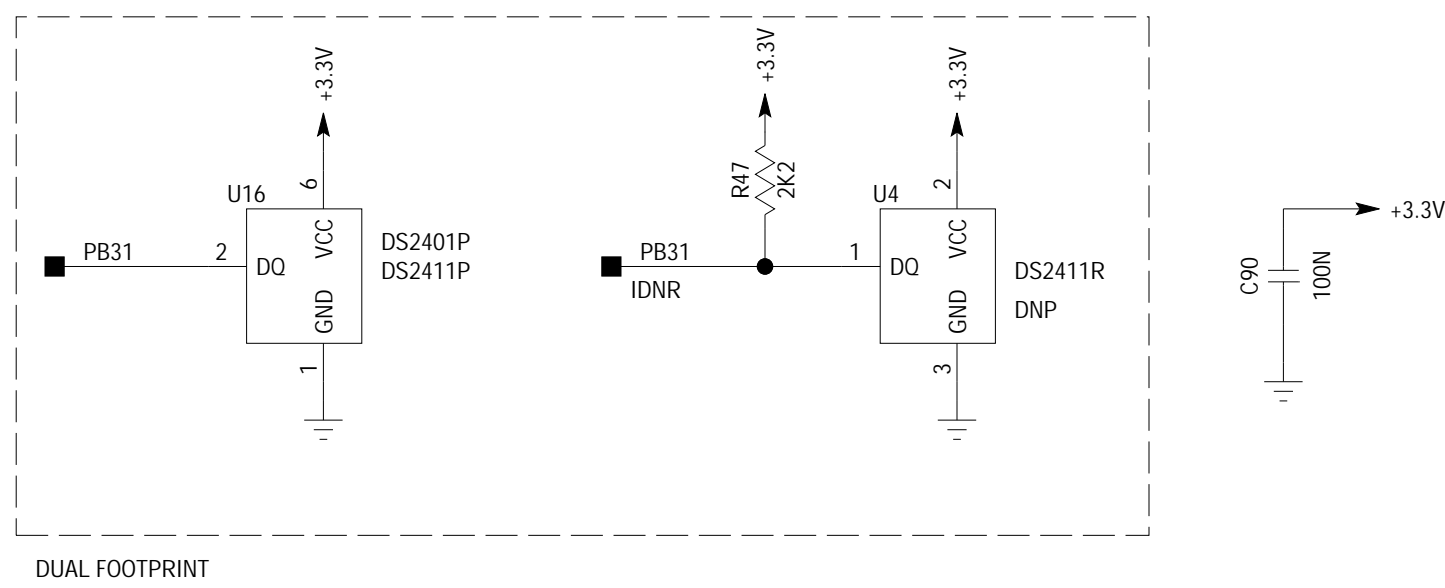 +3.3V
6
U16
VCC
DS2401P
DS2411P
PB31
2
DQ
GND
1
+3.3V
R47
2K2
+3.3V
2
U4
VCC
PB31
1
DQ
IDNR
DS2411R
DNP
GND
3
+3.3V
C90
100N
DUAL FOOTPRINT